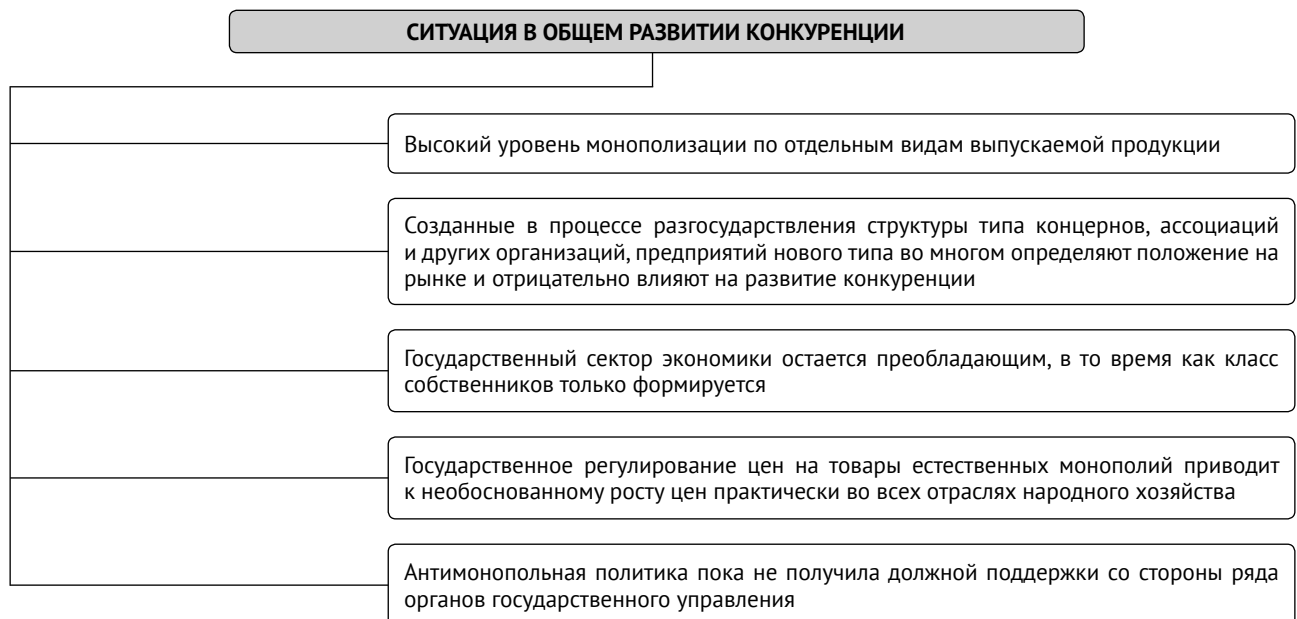 СИТУАЦИЯ В ОБЩЕМ РАЗВИТИИ КОНКУРЕНЦИИ
Высокий уровень монополизации по отдельным видам выпускаемой продукции
Созданные в процессе разгосударствления структуры типа концернов, ассоциаций
и других организаций, предприятий нового типа во многом определяют положение на
рынке и отрицательно влияют на развитие конкуренции
Государственный сектор экономики остается преобладающим, в то время как класс
собственников только формируется
Государственное регулирование цен на товары естественных монополий приводит
к необоснованному росту цен практически во всех отраслях народного хозяйства
Антимонопольная политика пока не получила должной поддержки со стороны ряда
органов государственного управления